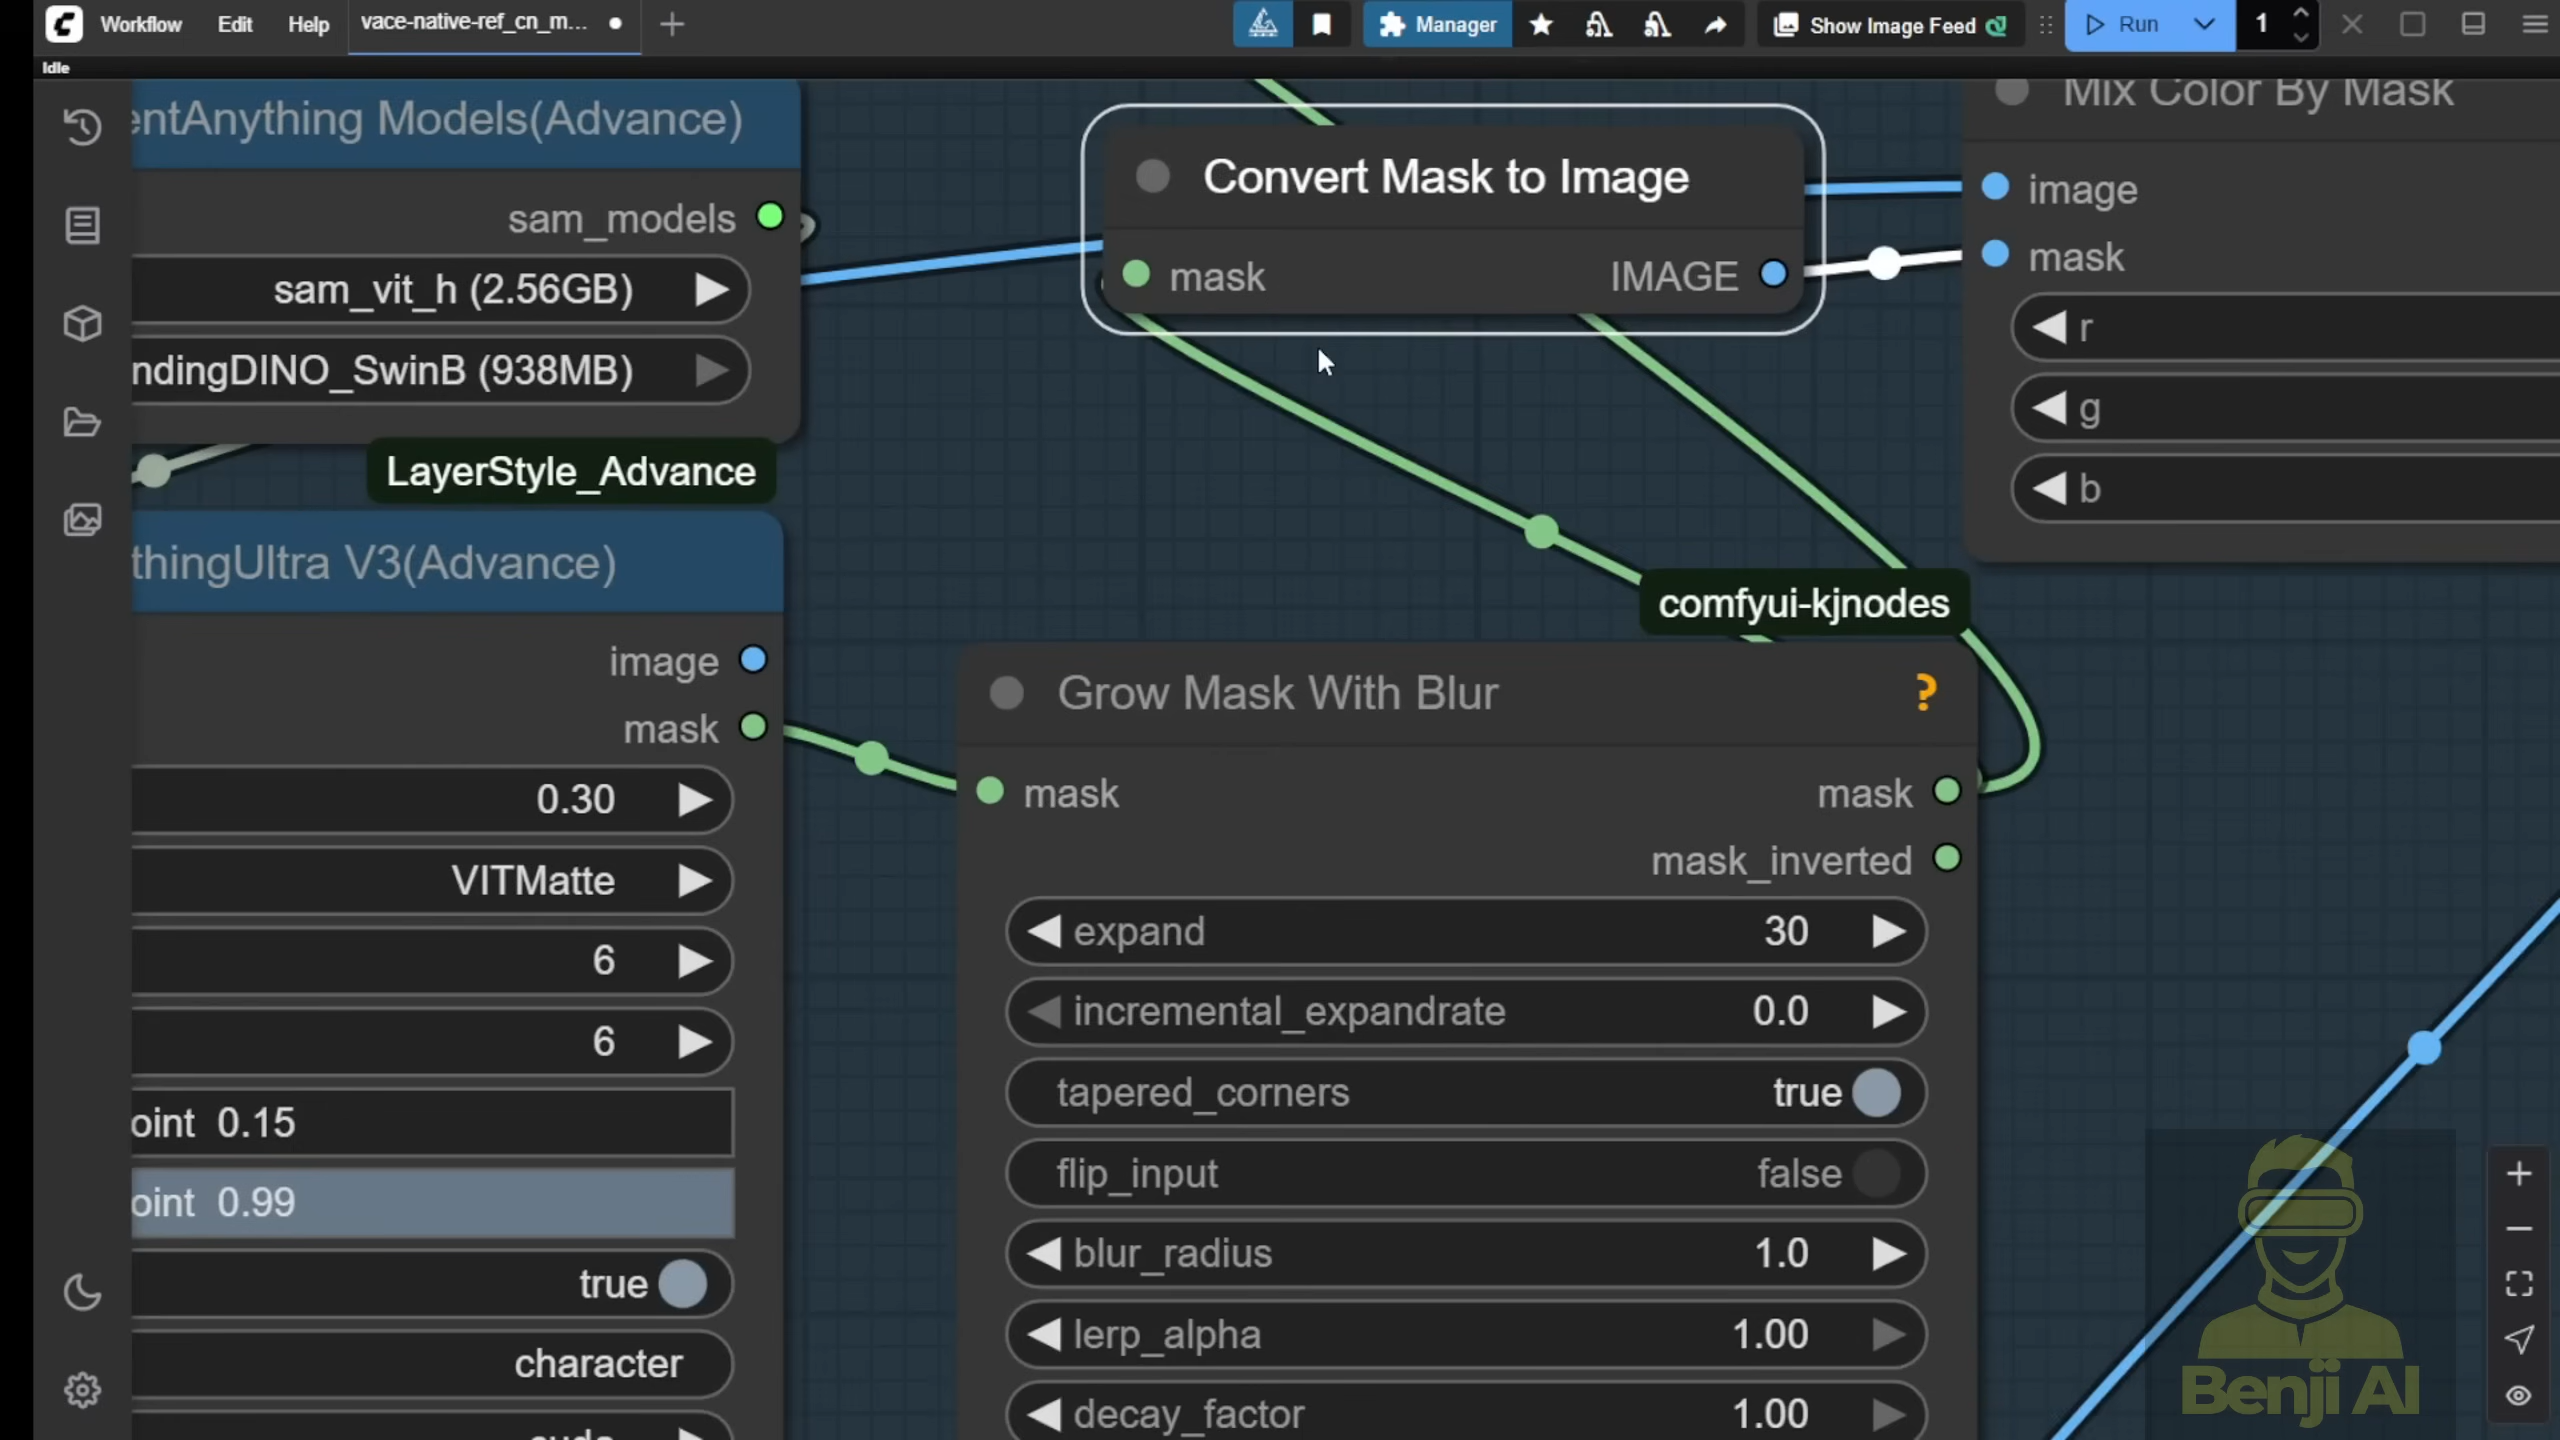 Workflow Edit Help vace-native-ref_cn_m...
Manager Show Image Feed Run 1
Idle
entAnything Models(Advance)
sam_models
sam_vit_h (2.56GB)
ndingDINO_SwinB (938MB)
LayerStyle_Advance
thingUltra V3(Advance)
image
mask
0.30
VITMatte
6
6
oint 0.15
oint 0.99
true
character
Convert Mask to Image
mask IMAGE
Mix Color By Mask
image
mask
r
g
b
comfyui-kjnodes
Grow Mask With Blur ?
mask mask
mask_inverted
expand 30
incremental_expandrate 0.0
tapered_corners true
flip_input false
blur_radius 1.0
lerp_alpha 1.00
decay_factor 1.00
Benji AI